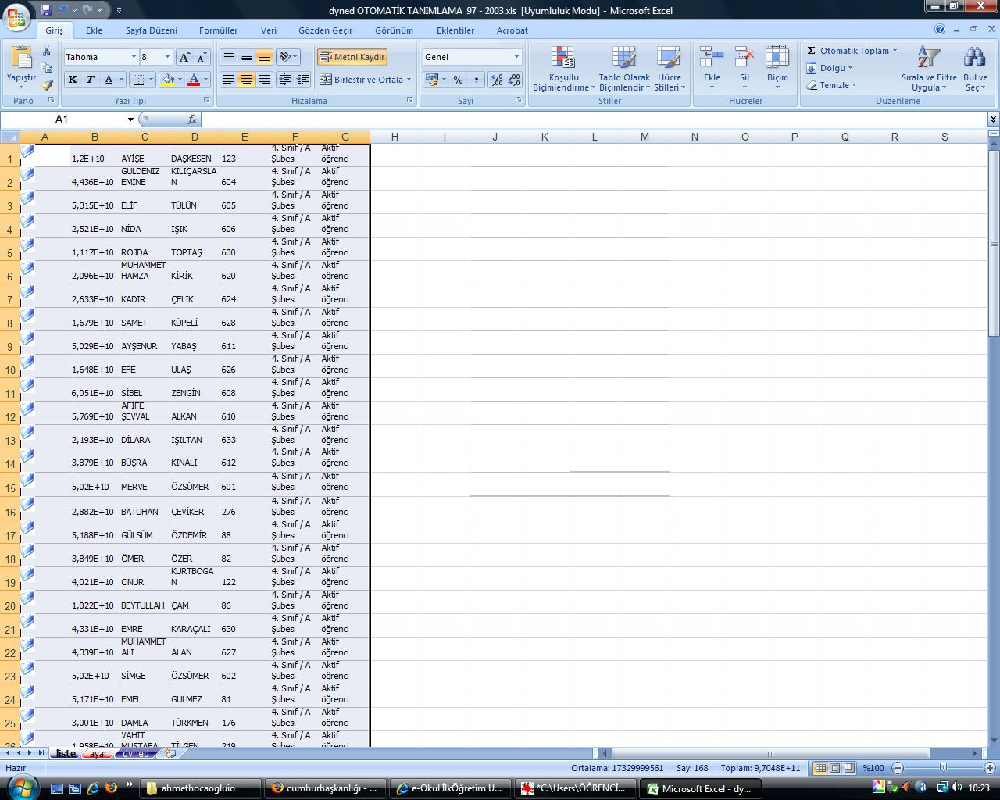 dyned OTOMATİK TANIMLAMA 97 - 2003.xls [Uyumluluk Modu] - Microsoft Excel
Giriş Ekle Sayfa Düzeni Formüller Veri Gözden Geçir Görünüm Eklentiler Acrobat
Yapıştır
Pano
Tahoma 8
K T A
Yazı Tipi
Metni Kaydır
Birleştir ve Ortala
Hizalama
Genel
% ,
Sayı
Koşullu Biçimlendirme
Tablo Olarak Biçimlendir
Hücre Stilleri
Stiller
Ekle Sil Biçim
Hücreler
Σ Otomatik Toplam
Dolgu
Temizle
Sırala ve Filtre Uygula
Bul ve Seç
Düzenleme
A1 fx
A B C D E F G H I J K L M N O P Q R S
1 1,2E+10 AYİŞE DAŞKESEN 123 4. Sınıf / A Şubesi Aktif öğrenci
2 4,436E+10 GULDENIZ EMİNE KILIÇARSLAN 604 4. Sınıf / A Şubesi Aktif öğrenci
3 5,315E+10 ELİF TÜLÜN 605 4. Sınıf / A Şubesi Aktif öğrenci
4 2,521E+10 NİDA IŞIK 606 4. Sınıf / A Şubesi Aktif öğrenci
5 1,117E+10 ROJDA TOPTAŞ 600 4. Sınıf / A Şubesi Aktif öğrenci
6 2,096E+10 MUHAMMET HAMZA KİRİK 620 4. Sınıf / A Şubesi Aktif öğrenci
7 2,633E+10 KADİR ÇELİK 624 4. Sınıf / A Şubesi Aktif öğrenci
8 1,679E+10 SAMET KÜPELİ 628 4. Sınıf / A Şubesi Aktif öğrenci
9 5,029E+10 AYŞENUR YABAŞ 611 4. Sınıf / A Şubesi Aktif öğrenci
10 1,648E+10 EFE ULAŞ 626 4. Sınıf / A Şubesi Aktif öğrenci
11 6,051E+10 SİBEL ZENGİN 608 4. Sınıf / A Şubesi Aktif öğrenci
12 5,769E+10 AFIFE ŞEVVAL ALKAN 610 4. Sınıf / A Şubesi Aktif öğrenci
13 2,193E+10 DİLARA IŞILTAN 633 4. Sınıf / A Şubesi Aktif öğrenci
14 3,879E+10 BÜŞRA KINALI 612 4. Sınıf / A Şubesi Aktif öğrenci
15 5,02E+10 MERVE ÖZSÜMER 601 4. Sınıf / A Şubesi Aktif öğrenci
16 2,882E+10 BATUHAN ÇEVİKER 276 4. Sınıf / A Şubesi Aktif öğrenci
17 5,188E+10 GÜLSÜM ÖZDEMİR 88 4. Sınıf / A Şubesi Aktif öğrenci
18 3,849E+10 ÖMER ÖZER 82 4. Sınıf / A Şubesi Aktif öğrenci
19 4,021E+10 ONUR KURTBOGAN 122 4. Sınıf / A Şubesi Aktif öğrenci
20 1,022E+10 BEYTULLAH ÇAM 86 4. Sınıf / A Şubesi Aktif öğrenci
21 4,331E+10 EMRE KARAÇALI 630 4. Sınıf / A Şubesi Aktif öğrenci
22 4,339E+10 MUHAMMET ALİ ALAN 627 4. Sınıf / A Şubesi Aktif öğrenci
23 5,02E+10 SİMGE ÖZSÜMER 602 4. Sınıf / A Şubesi Aktif öğrenci
24 5,171E+10 EMEL GÜLMEZ 81 4. Sınıf / A Şubesi Aktif öğrenci
25 3,001E+10 DAMLA TÜRKMEN 176 4. Sınıf / A Şubesi Aktif öğrenci
26 1,958E+10 VAHIT MUSTAFA TİLGEN 219 4. Sınıf / A Şubesi Aktif öğrenci
liste ayar dyned
Hazır Ortalama: 17329999561 Say: 168 Toplam: 9,7048E+11 %100
ahmethocaogluio cumhurbaşkanlığı - ... e-Okul İlkÖğretim U... *C:\Users\ÖĞRENCİ... Microsoft Excel - dy... 10:23